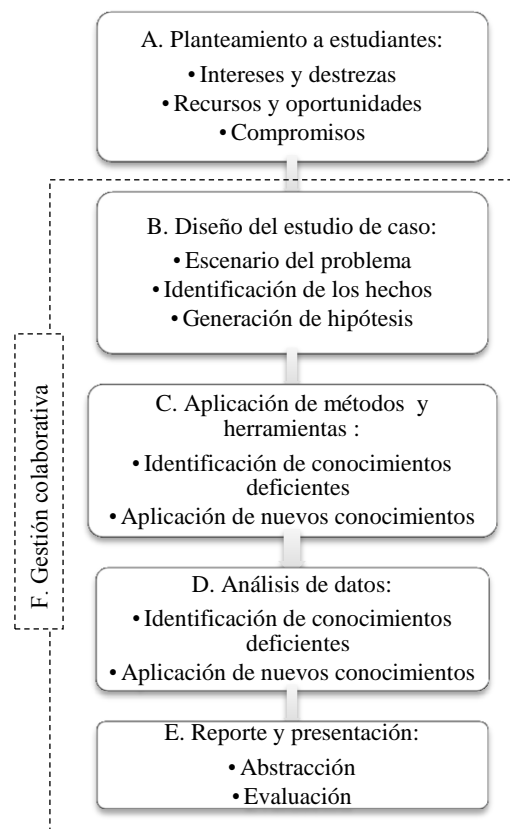 A. Planteamiento a estudiantes:
• Intereses y destrezas
• Recursos y oportunidades
• Compromisos
B. Diseño del estudio de caso:
• Escenario del problema
• Identificación de los hechos
• Generación de hipótesis
C. Aplicación de métodos y
herramientas :
• Identificación de conocimientos
deficientes
• Aplicación de nuevos conocimientos
D. Análisis de datos:
• Identificación de conocimientos
deficientes
• Aplicación de nuevos conocimientos
E. Reporte y presentación:
• Abstracción
• Evaluación
F. Gestión colaborativa